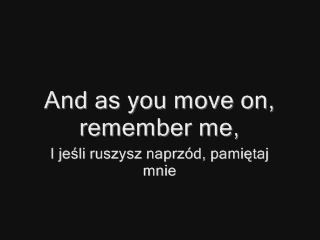 And as you move on,
remember me,
I jeśli ruszysz naprzód, pamiętaj
mnie